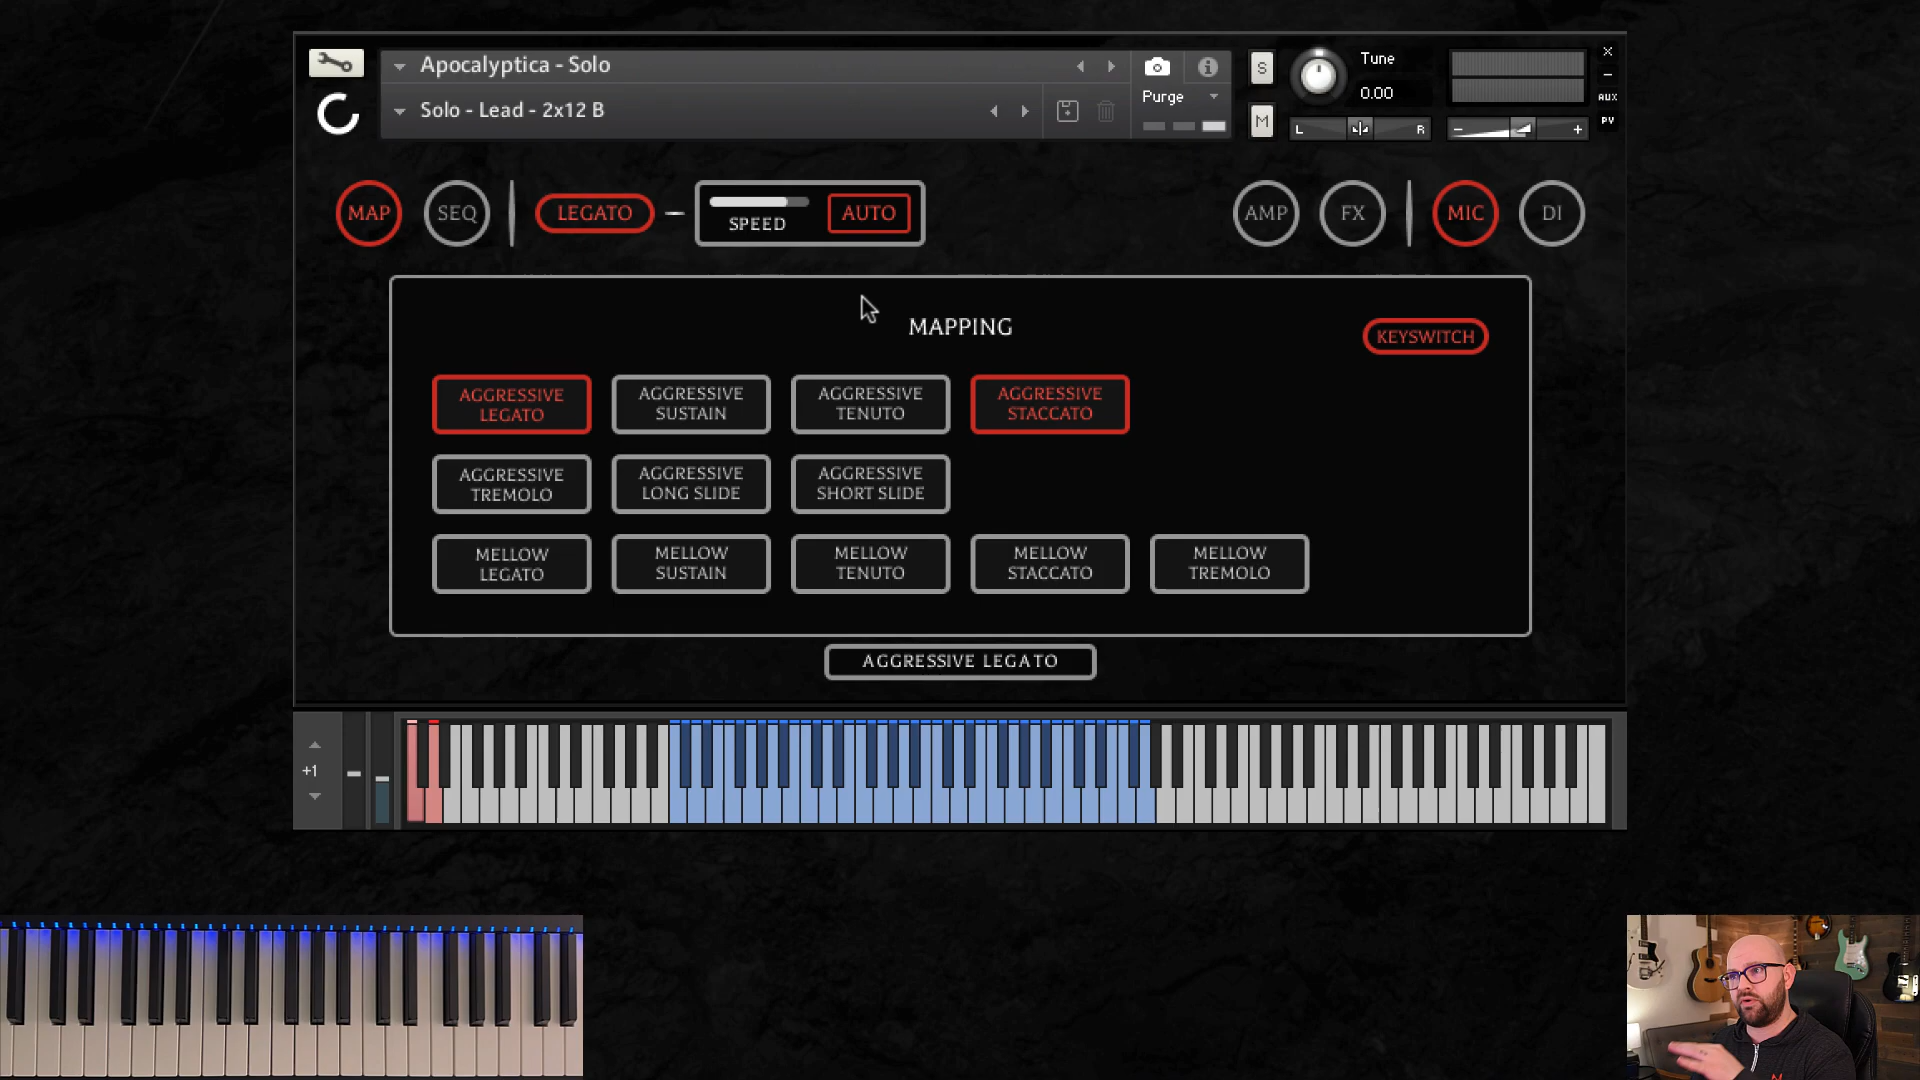 Apocalyptica - Solo
Solo - Lead - 2x12 B
Purge
S
M
Tune
0.00
L
R
-
+
X
AUX
PV
MAP
SEQ
LEGATO
SPEED
AUTO
AMP
FX
MIC
DI
MAPPING
KEYSWITCH
AGGRESSIVE
LEGATO
AGGRESSIVE
SUSTAIN
AGGRESSIVE
TENUTO
AGGRESSIVE
STACCATO
AGGRESSIVE
TREMOLO
AGGRESSIVE
LONG SLIDE
AGGRESSIVE
SHORT SLIDE
MELLOW
LEGATO
MELLOW
SUSTAIN
MELLOW
TENUTO
MELLOW
STACCATO
MELLOW
TREMOLO
AGGRESSIVE LEGATO
+1